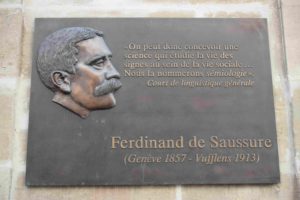 «On peut donc concevoir une
science qui étudie la vie des
signes au sein de la vie sociale...
Nous la nommerons sémiologie».
Cours de linguistique générale
Ferdinand de Saussure
(Genève 1857 - Vufflens 1913)